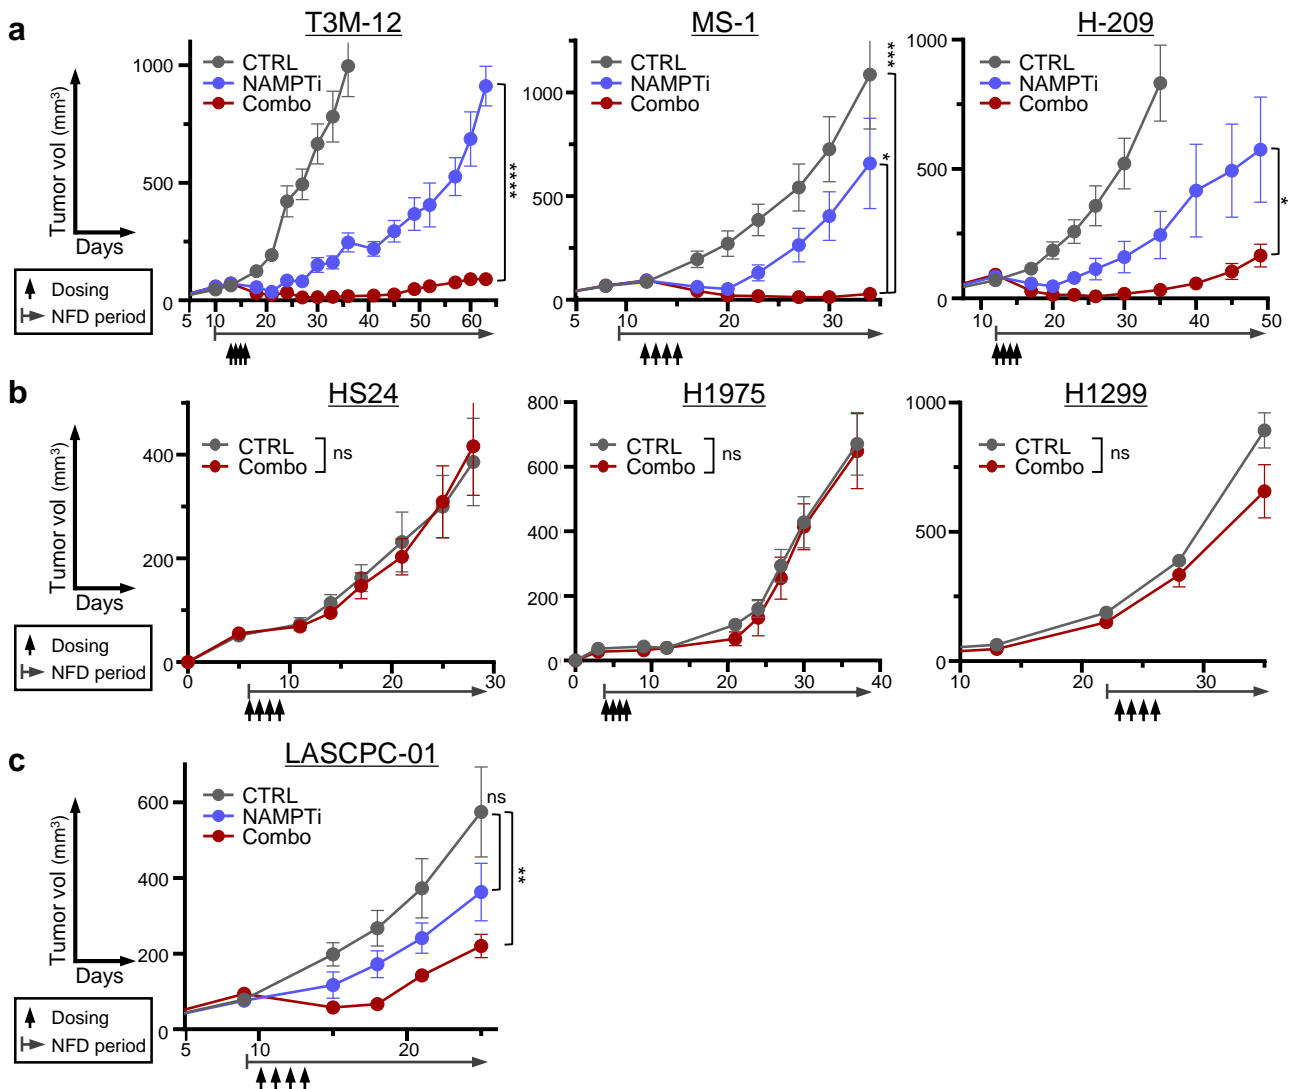 a
T3M-12
MS-1
H-209
Tumor vol (mm³)
Days
Dosing
NFD period
1000
500
0
5
10
20
30
40
50
60
CTRL
NAMPTi
Combo
****
1000
500
0
5
10
20
30
CTRL
NAMPTi
Combo
***
*
1000
500
0
10
20
30
40
50
CTRL
NAMPTi
Combo
*
b
HS24
H1975
H1299
Tumor vol (mm³)
Days
Dosing
NFD period
400
200
0
0
10
20
30
CTRL
Combo
ns
800
600
400
200
0
0
10
20
30
40
CTRL
Combo
ns
1000
500
0
10
20
30
CTRL
Combo
ns
c
LASCPC-01
Tumor vol (mm³)
Days
Dosing
NFD period
600
400
200
0
5
10
20
CTRL
NAMPTi
Combo
ns
**